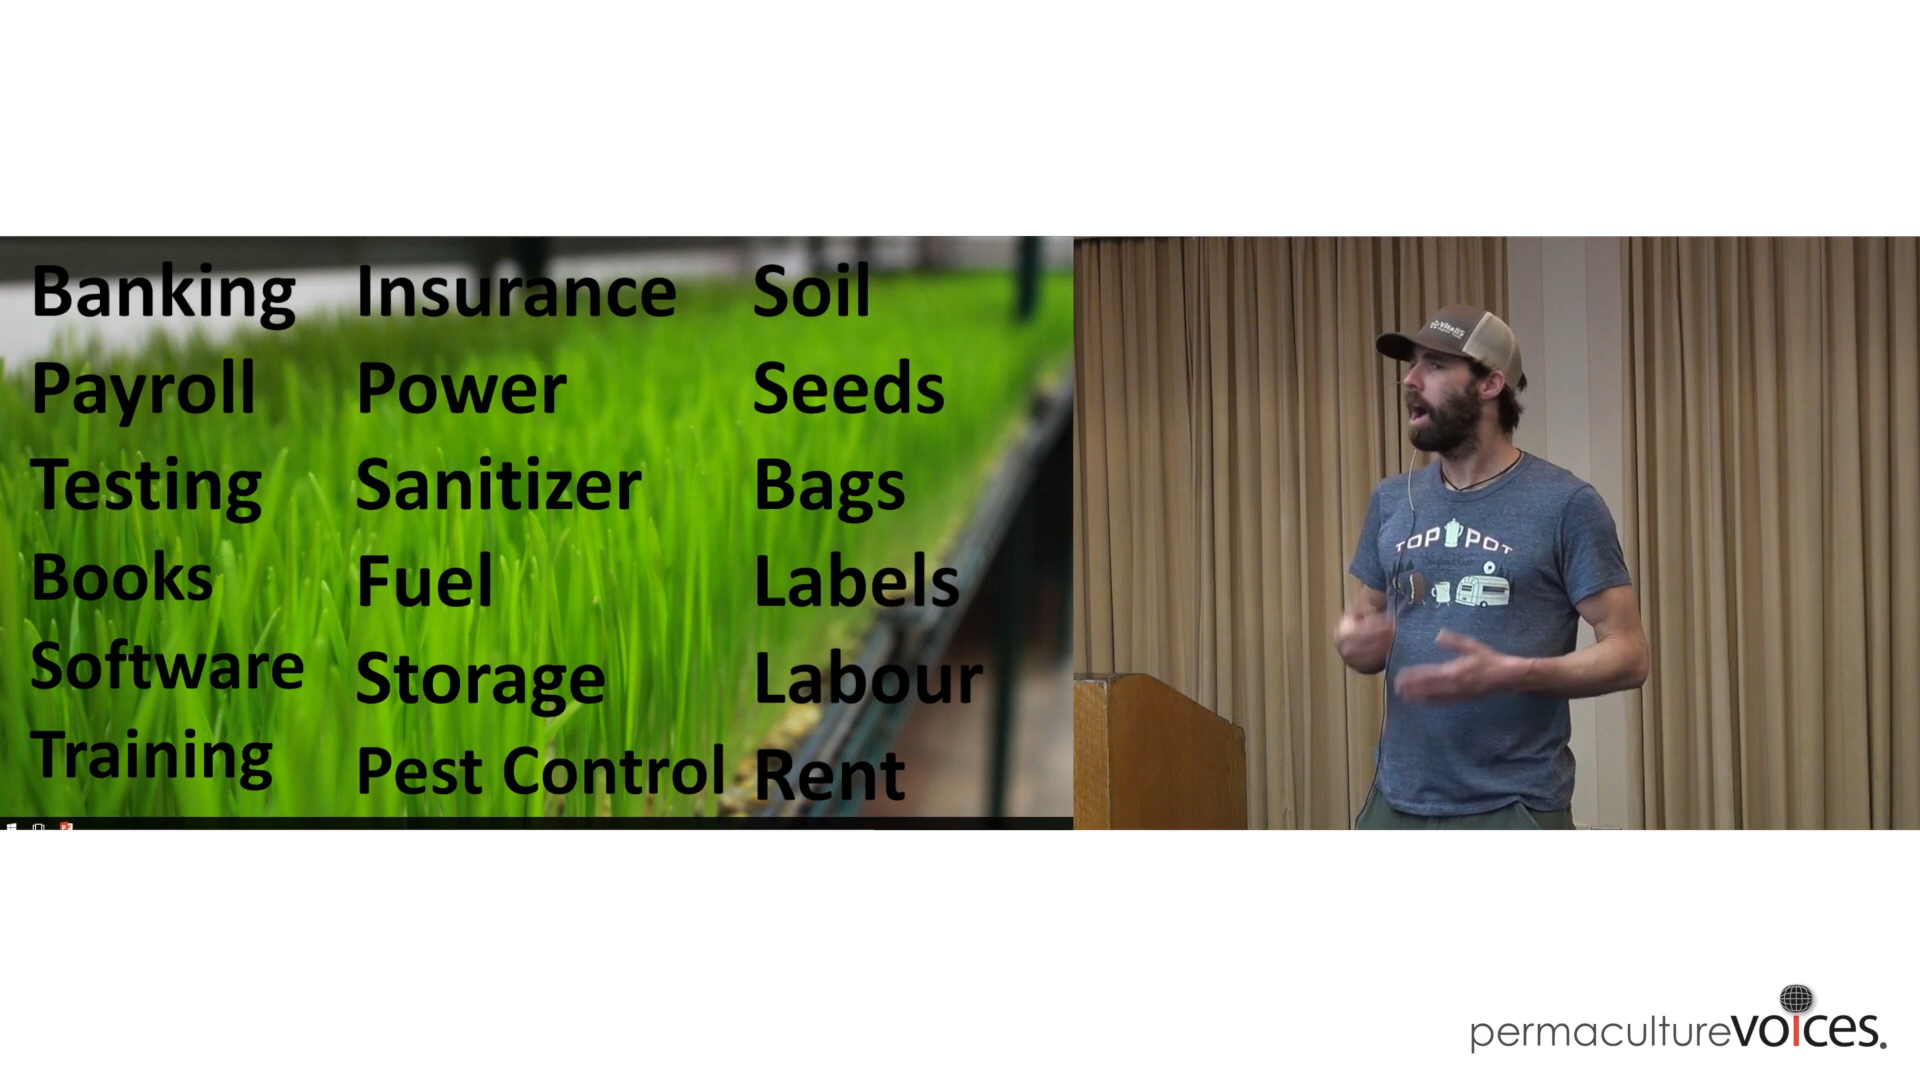 Banking Insurance Soil
Payroll Power Seeds
Testing Sanitizer Bags
Books Fuel Labels
Software Storage Labour
Training Pest Control Rent
Vitalis
TOP POT
permaculturevoices.